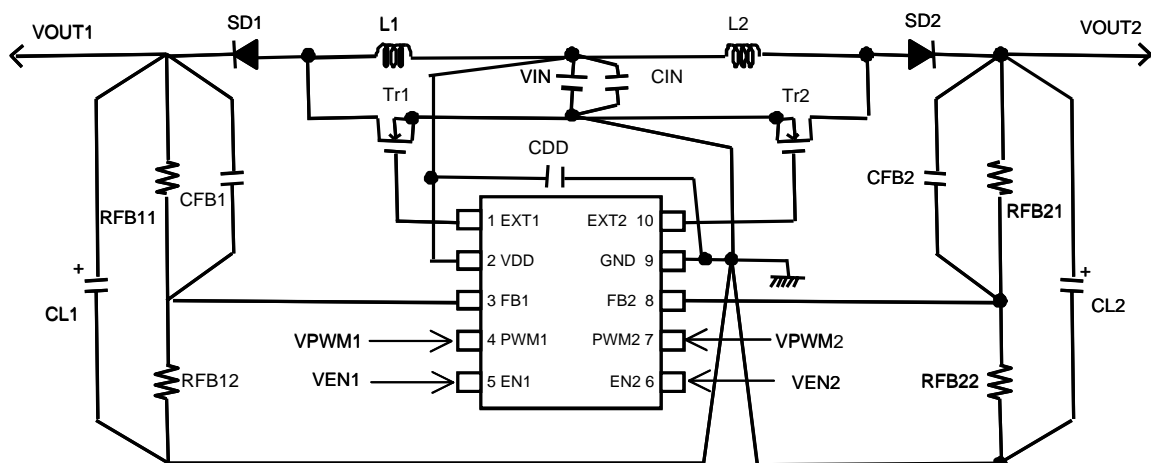 VOUT1 SD1 L1 L2 SD2 VOUT2
VIN CIN
Tr1 Tr2
CDD
RFB11 CFB1 CFB2 RFB21
1 EXT1 EXT2 10
2 VDD GND 9
+ CL1 3 FB1 FB2 8 + CL2
VPWM1 4 PWM1 PWM2 7 VPWM2
RFB12 VEN1 5 EN1 EN2 6 VEN2 RFB22